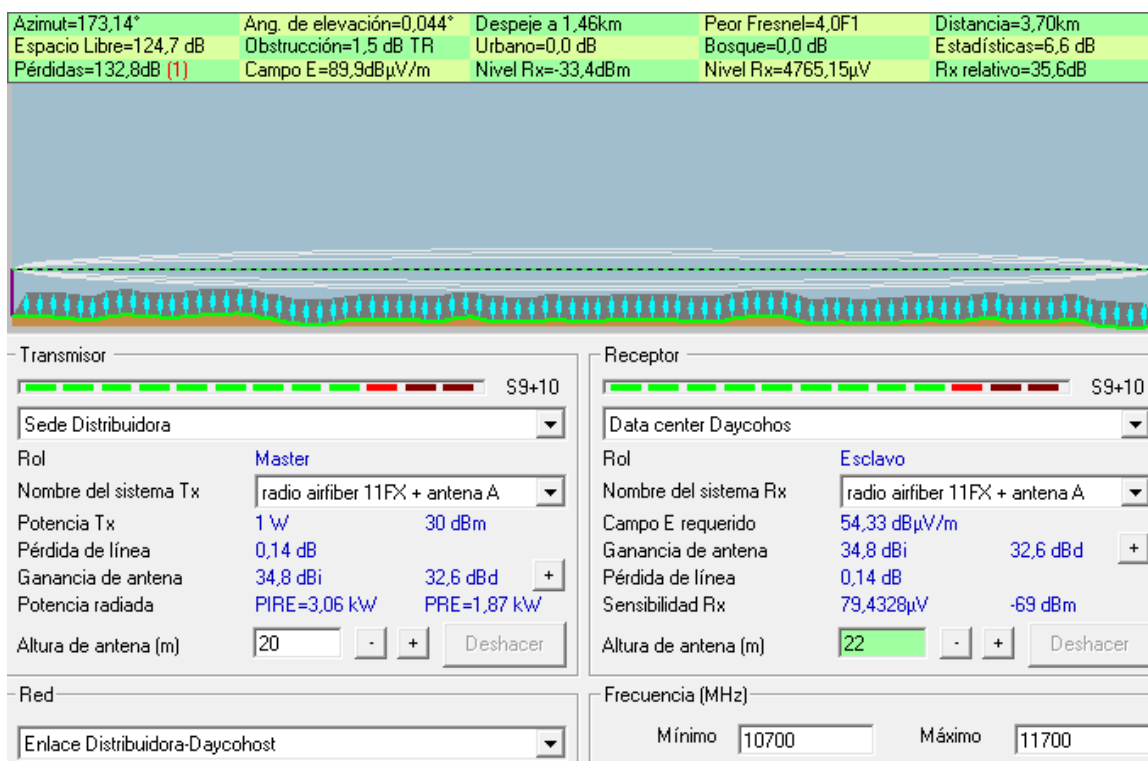 Azimut=173,14° Ang. de elevación=0,044° Despeje a 1,46km Peor Fresnel=4,0F1 Distancia=3,70km
Espacio Libre=124,7 dB Obstrucción=1,5 dB TR Urbano=0,0 dB Bosque=0,0 dB Estadísticas=6,6 dB
Pérdidas=132,8dB (1) Campo E=89,9dBµV/m Nivel Rx=-33,4dBm Nivel Rx=4765,15µV Rx relativo=35,6dB
Transmisor
S9+10
Sede Distribuidora
Rol Master
Nombre del sistema Tx radio airfiber 11FX + antena A
Potencia Tx 1 W 30 dBm
Pérdida de línea 0,14 dB
Ganancia de antena 34,8 dBi 32,6 dBd +
Potencia radiada PIRE=3,06 kW PRE=1,87 kW
Altura de antena (m) 20 - + Deshacer
Receptor
S9+10
Data center Daycohos
Rol Esclavo
Nombre del sistema Rx radio airfiber 11FX + antena A
Campo E requerido 54,33 dBµV/m
Ganancia de antena 34,8 dBi 32,6 dBd +
Pérdida de línea 0,14 dB
Sensibilidad Rx 79,4328µV -69 dBm
Altura de antena (m) 22 - + Deshacer
Red
Enlace Distribuidora-Daycohost
Frecuencia (MHz)
Mínimo 10700 Máximo 11700